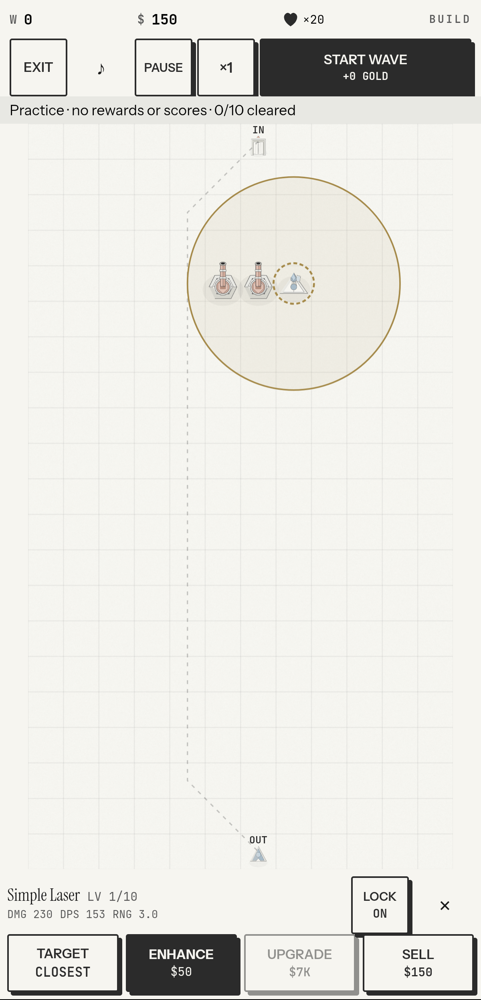 W 0 $ 150 ×20 BUILD
EXIT ♪ PAUSE ×1 START WAVE
+0 GOLD
Practice · no rewards or scores · 0/10 cleared
IN
OUT
Simple Laser LV 1/10
DMG 230 DPS 153 RNG 3.0
LOCK
ON
×
TARGET
CLOSEST
ENHANCE
$50
UPGRADE
$7K
SELL
$150